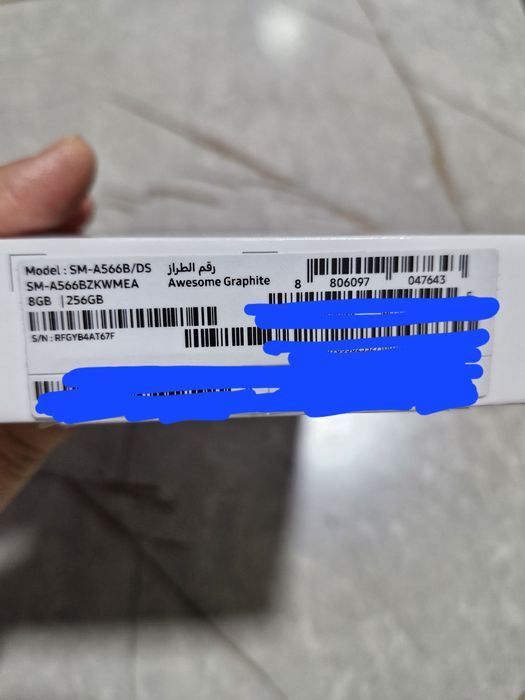 Model : SM-A566B/DS رقم الطراز
SM-A566BZKWMEA Awesome Graphite
8GB | 256GB
8 806097 047643
S/N : RFGYB4AT67F